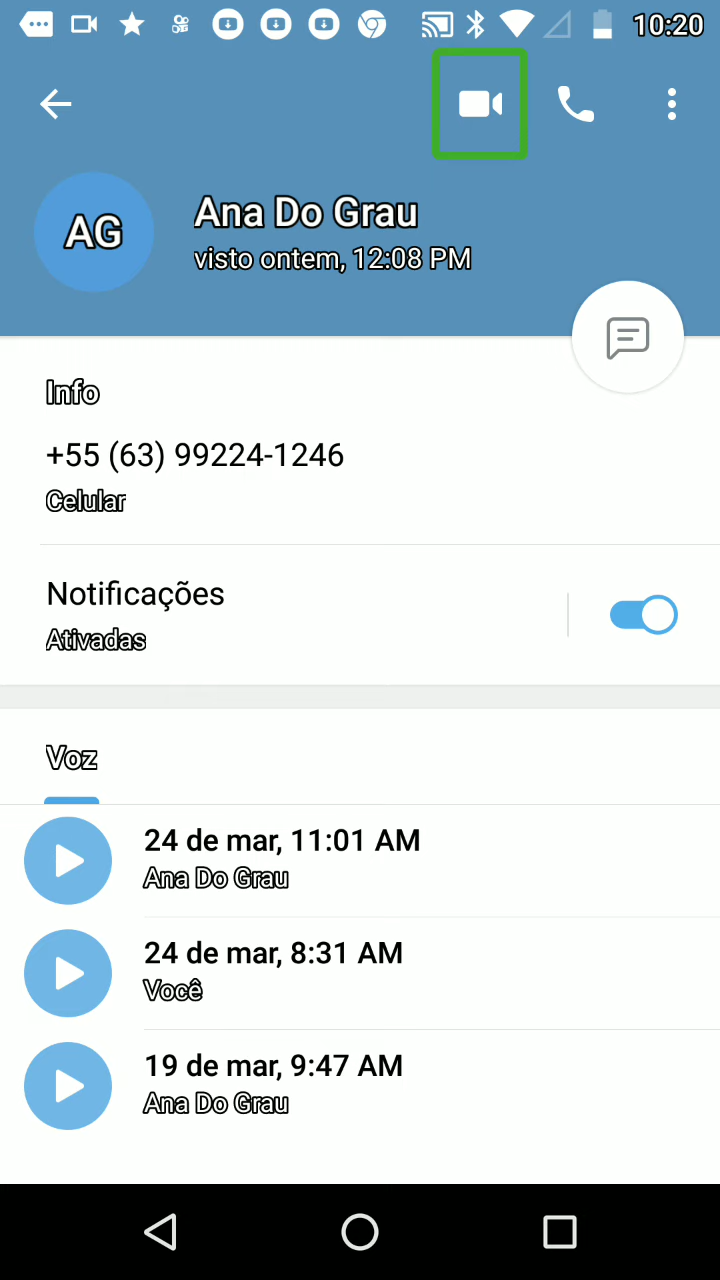 10:20
AG
Ana Do Grau
visto ontem, 12:08 PM
Info
+55 (63) 99224-1246
Celular
Notificações
Ativadas
Voz
24 de mar, 11:01 AM
Ana Do Grau
24 de mar, 8:31 AM
Você
19 de mar, 9:47 AM
Ana Do Grau